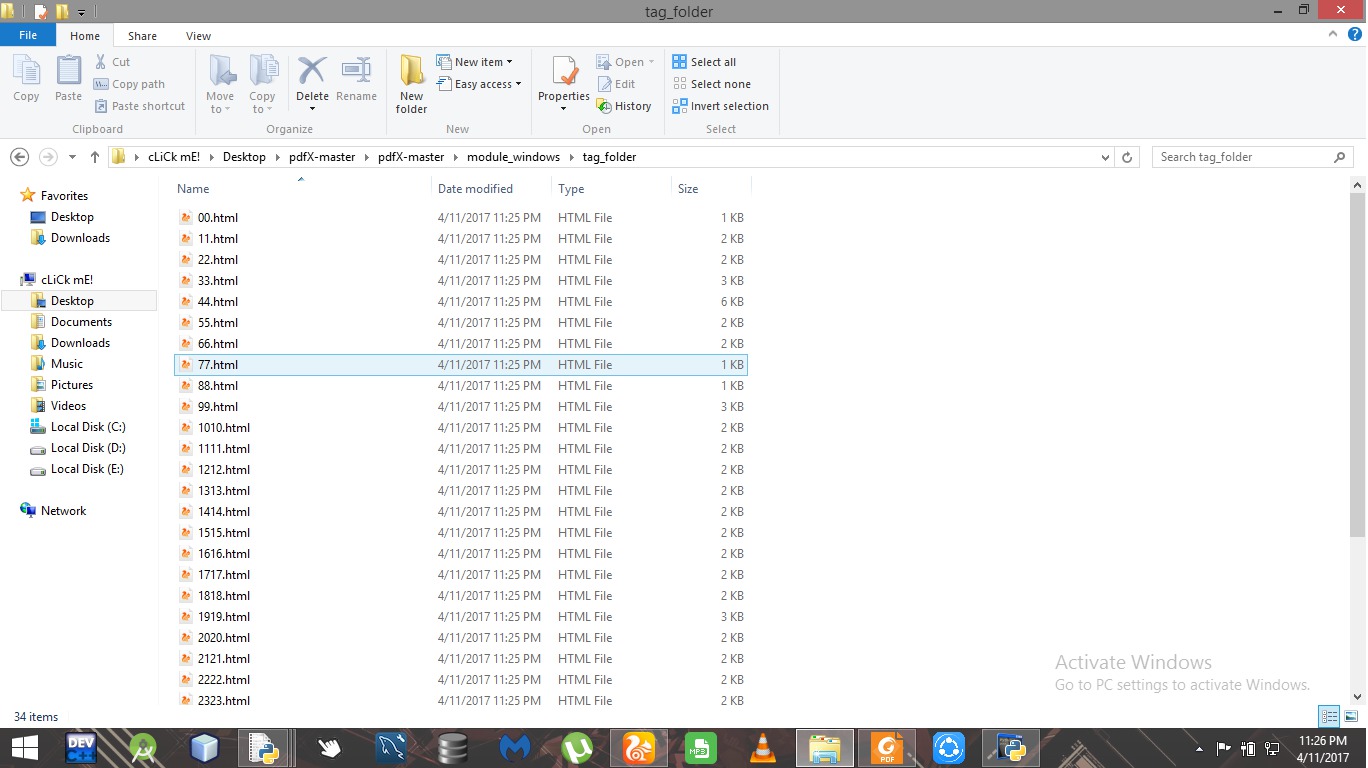 tag_folder
File Home Share View
Cut
Copy path
Paste shortcut
Copy Paste
Clipboard
Move to Copy to Delete Rename
Organize
New folder
New item
Easy access
New
Properties
Open
Edit
History
Open
Select all
Select none
Invert selection
Select
cLiCk mE! Desktop pdfX-master pdfX-master module_windows tag_folder
Search tag_folder
Favorites
Desktop
Downloads
cLiCk mE!
Desktop
Documents
Downloads
Music
Pictures
Videos
Local Disk (C:)
Local Disk (D:)
Local Disk (E:)
Network
Name Date modified Type Size
00.html 4/11/2017 11:25 PM HTML File 1 KB
11.html 4/11/2017 11:25 PM HTML File 2 KB
22.html 4/11/2017 11:25 PM HTML File 2 KB
33.html 4/11/2017 11:25 PM HTML File 3 KB
44.html 4/11/2017 11:25 PM HTML File 6 KB
55.html 4/11/2017 11:25 PM HTML File 2 KB
66.html 4/11/2017 11:25 PM HTML File 2 KB
77.html 4/11/2017 11:25 PM HTML File 1 KB
88.html 4/11/2017 11:25 PM HTML File 1 KB
99.html 4/11/2017 11:25 PM HTML File 3 KB
1010.html 4/11/2017 11:25 PM HTML File 2 KB
1111.html 4/11/2017 11:25 PM HTML File 2 KB
1212.html 4/11/2017 11:25 PM HTML File 2 KB
1313.html 4/11/2017 11:25 PM HTML File 2 KB
1414.html 4/11/2017 11:25 PM HTML File 2 KB
1515.html 4/11/2017 11:25 PM HTML File 2 KB
1616.html 4/11/2017 11:25 PM HTML File 2 KB
1717.html 4/11/2017 11:25 PM HTML File 2 KB
1818.html 4/11/2017 11:25 PM HTML File 2 KB
1919.html 4/11/2017 11:25 PM HTML File 3 KB
2020.html 4/11/2017 11:25 PM HTML File 2 KB
2121.html 4/11/2017 11:25 PM HTML File 2 KB
2222.html 4/11/2017 11:25 PM HTML File 2 KB
2323.html 4/11/2017 11:25 PM HTML File 2 KB
Activate Windows
Go to PC settings to activate Windows.
34 items
DEV C++
MP3
PDF
11:26 PM
4/11/2017